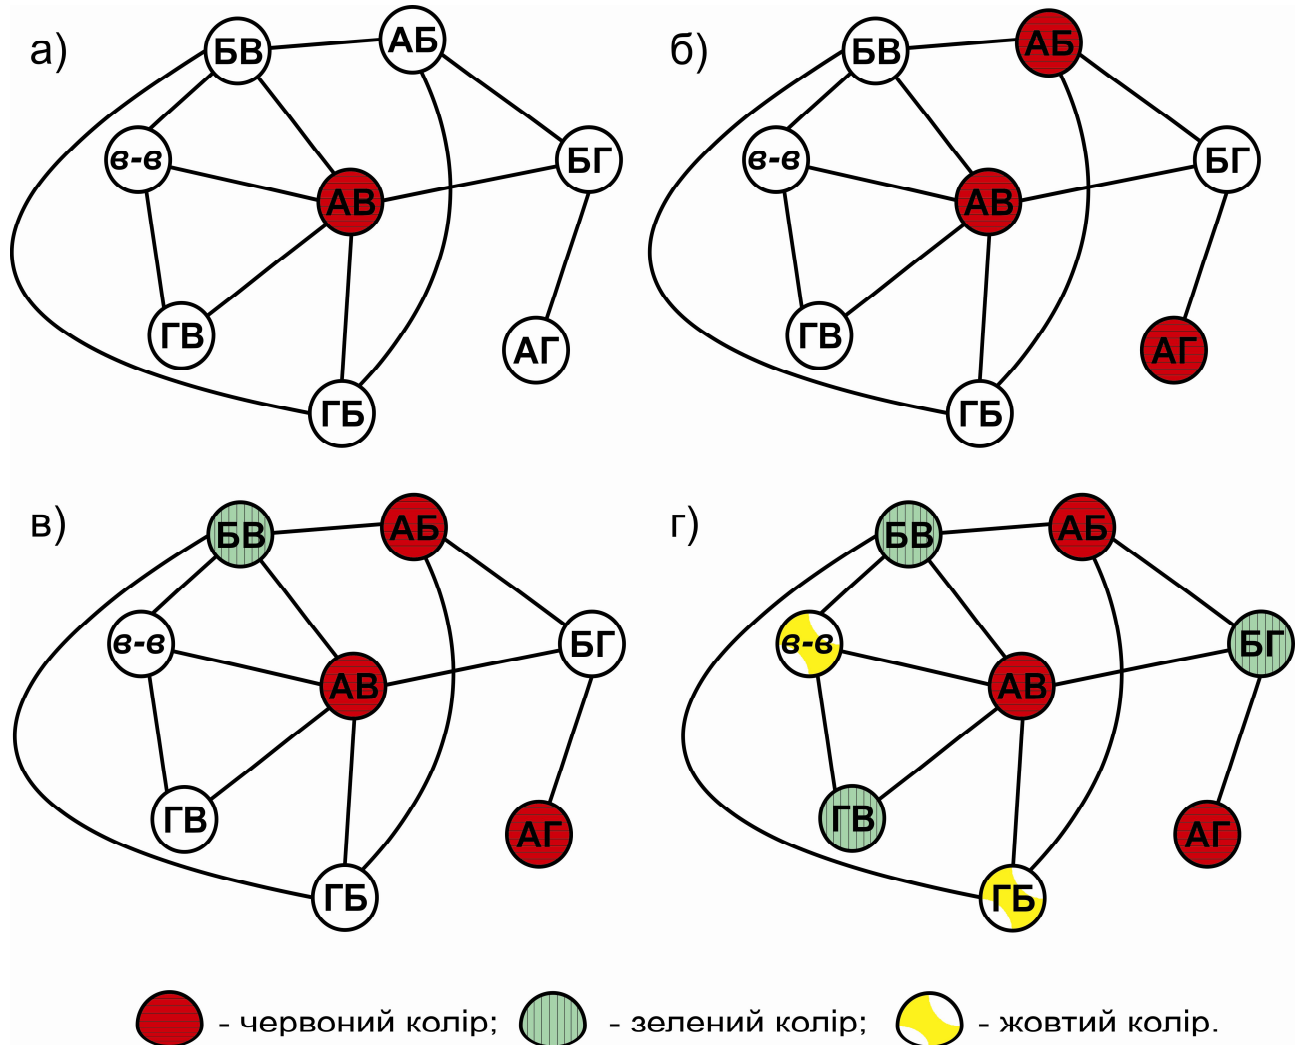 а)
БВ
АБ
в-в
АВ
БГ
ГВ
АГ
ГБ
б)
БВ
АБ
в-в
АВ
БГ
ГВ
АГ
ГБ
в)
БВ
АБ
в-в
АВ
БГ
ГВ
АГ
ГБ
г)
БВ
АБ
в-в
АВ
БГ
ГВ
АГ
ГБ
- червоний колір; - зелений колір; - жовтий колір.